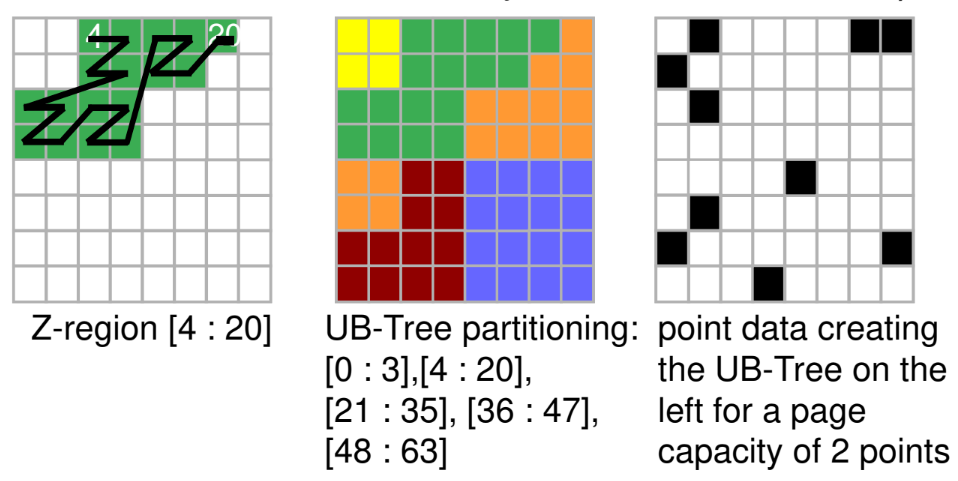 4
20
Z-region [4 : 20]
UB-Tree partitioning:
[0 : 3],[4 : 20],
[21 : 35], [36 : 47],
[48 : 63]
point data creating
the UB-Tree on the
left for a page
capacity of 2 points